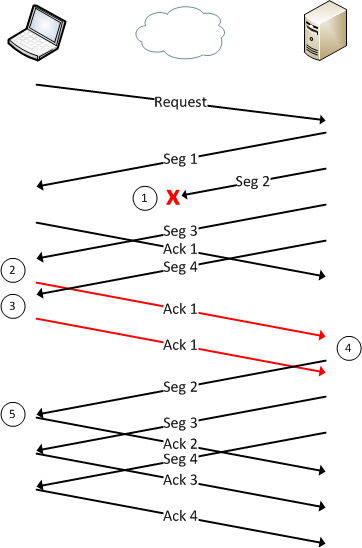 Request
Seg 1
Seg 2
1
X
Seg 3
Ack 1
Seg 4
2
3
Ack 1
Ack 1
4
Seg 2
5
Seg 3
Ack 2
Seg 4
Ack 3
Ack 4